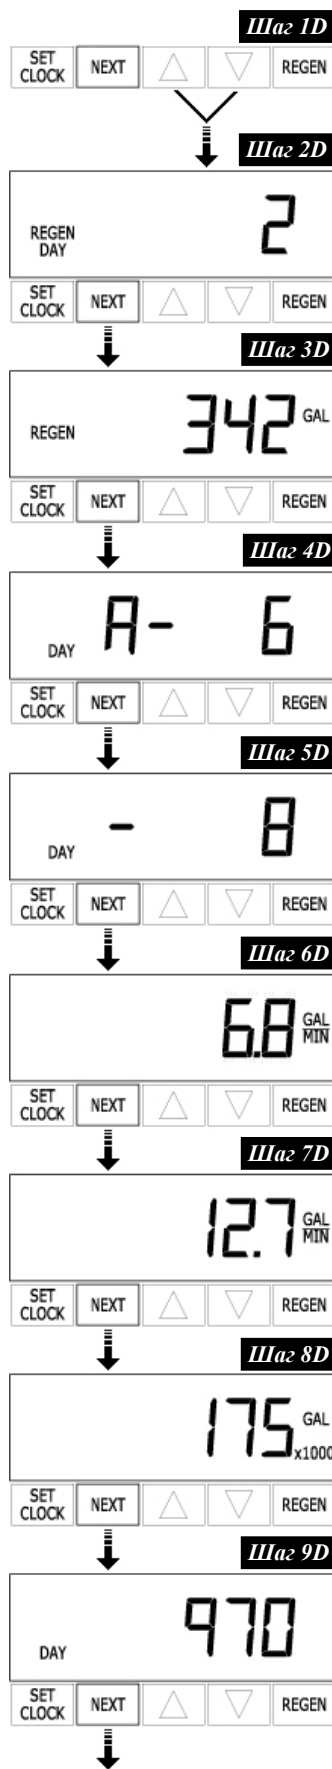 Шаг 1D
SET CLOCK NEXT REGEN
Шаг 2D
REGEN DAY 2
SET CLOCK NEXT REGEN
Шаг 3D
REGEN 342 GAL
SET CLOCK NEXT REGEN
Шаг 4D
DAY A- 6
SET CLOCK NEXT REGEN
Шаг 5D
DAY - 8
SET CLOCK NEXT REGEN
Шаг 6D
6.8 GAL MIN
SET CLOCK NEXT REGEN
Шаг 7D
12.7 GAL MIN
SET CLOCK NEXT REGEN
Шаг 8D
175 GAL x1000
SET CLOCK NEXT REGEN
Шаг 9D
DAY 970
SET CLOCK NEXT REGEN